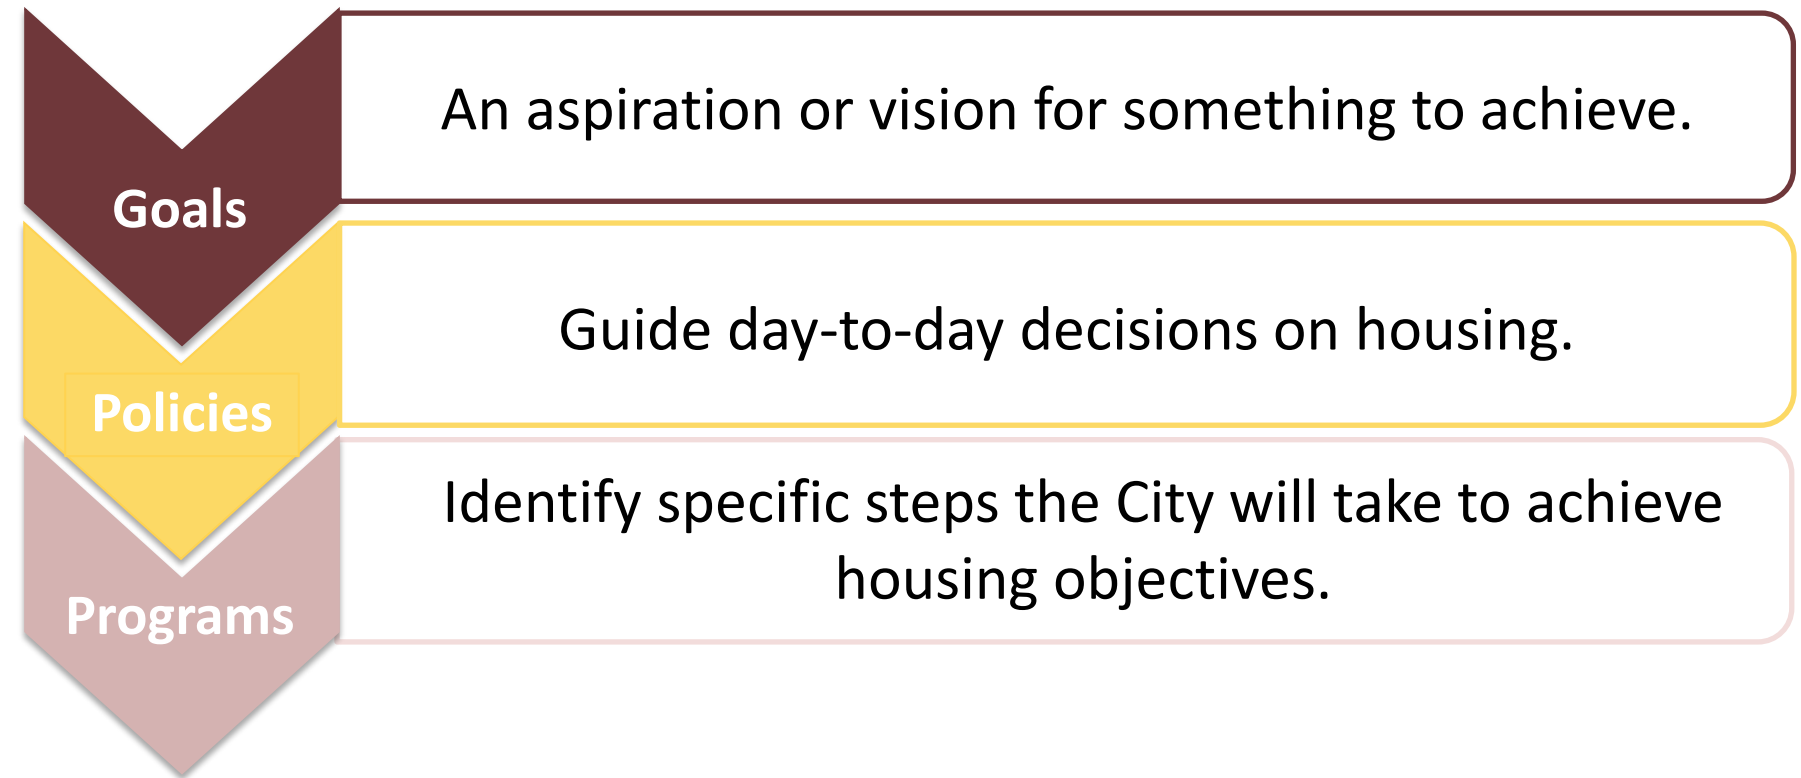 An aspiration or vision for something to achieve.
Goals
Guide day-to-day decisions on housing.
Policies
Identify specific steps the City will take to achieve
housing objectives.
Programs